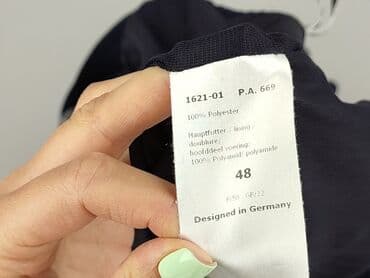 1621-01 P.A. 669
100% Polyester
Hauptfutter / lining /
doublure/
hoofddeel voering:
100% Polyamid/ polyamide
48
Designed in Germany